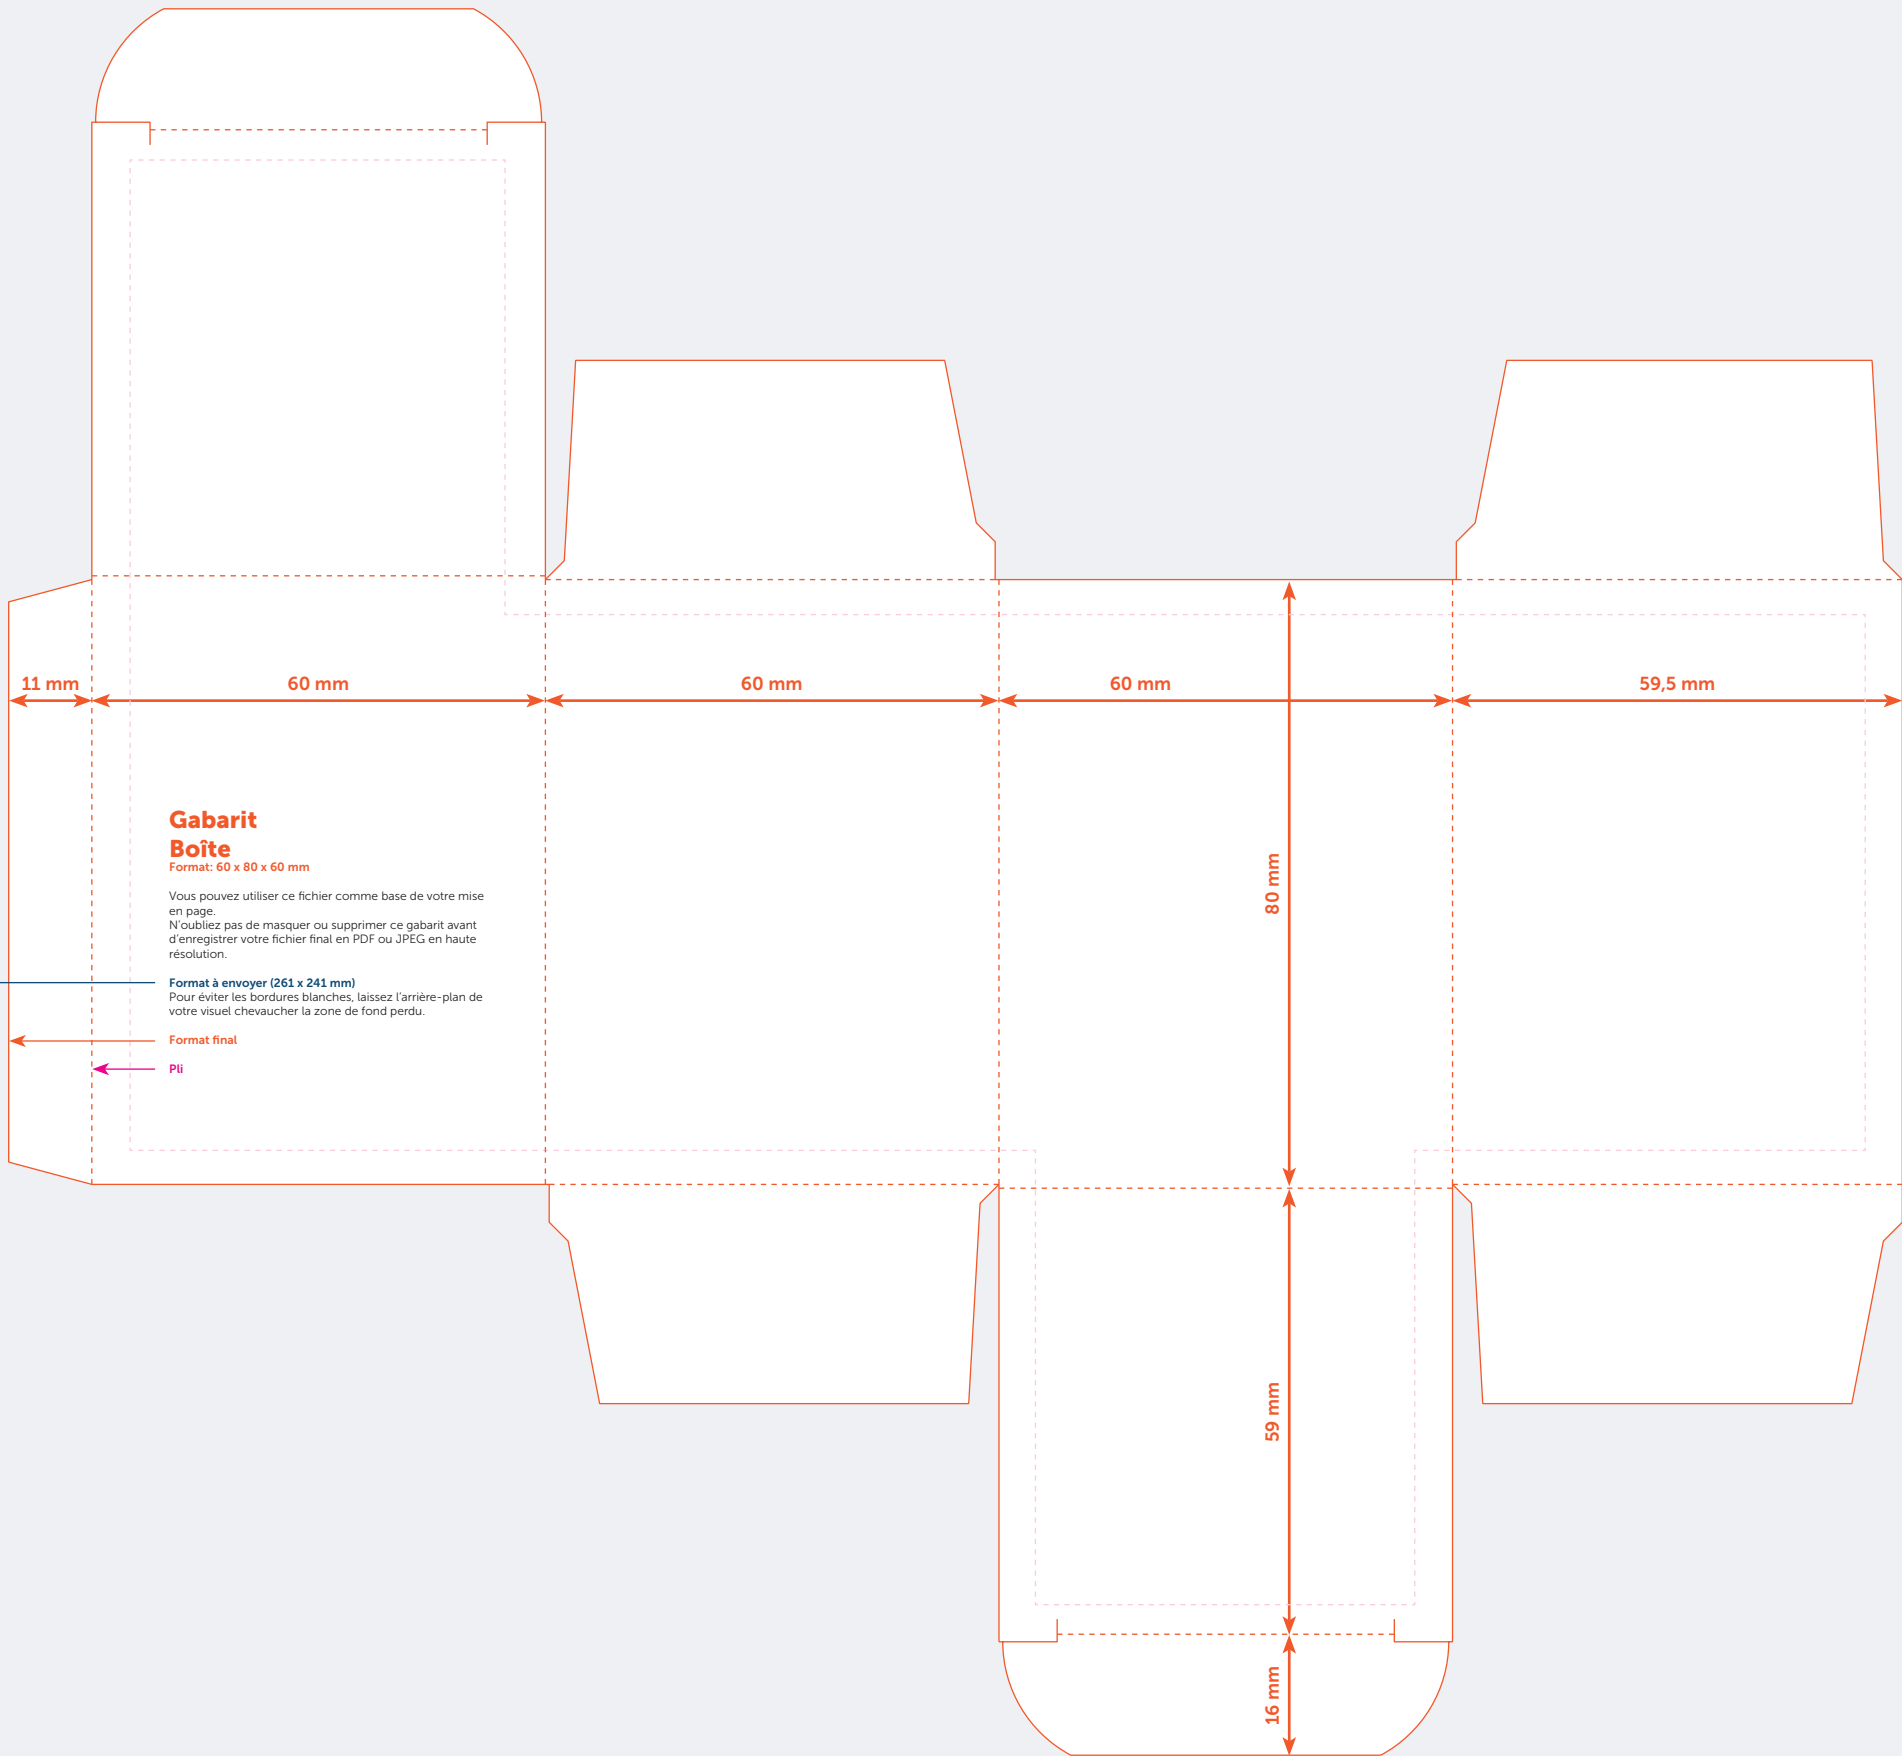 11 mm
60 mm
60 mm
60 mm
59,5 mm
Gabarit
Boîte
Format: 60 x 80 x 60 mm
Vous pouvez utiliser ce fichier comme base de votre mise
en page.
N'oubliez pas de masquer ou supprimer ce gabarit avant
d'enregistrer votre fichier final en PDF ou JPEG en haute
résolution.
Format à envoyer (261 x 241 mm)
Pour éviter les bordures blanches, laissez l'arrière-plan de
votre visuel chevaucher la zone de fond perdu.
Format final
Pli
80 mm
59 mm
16 mm